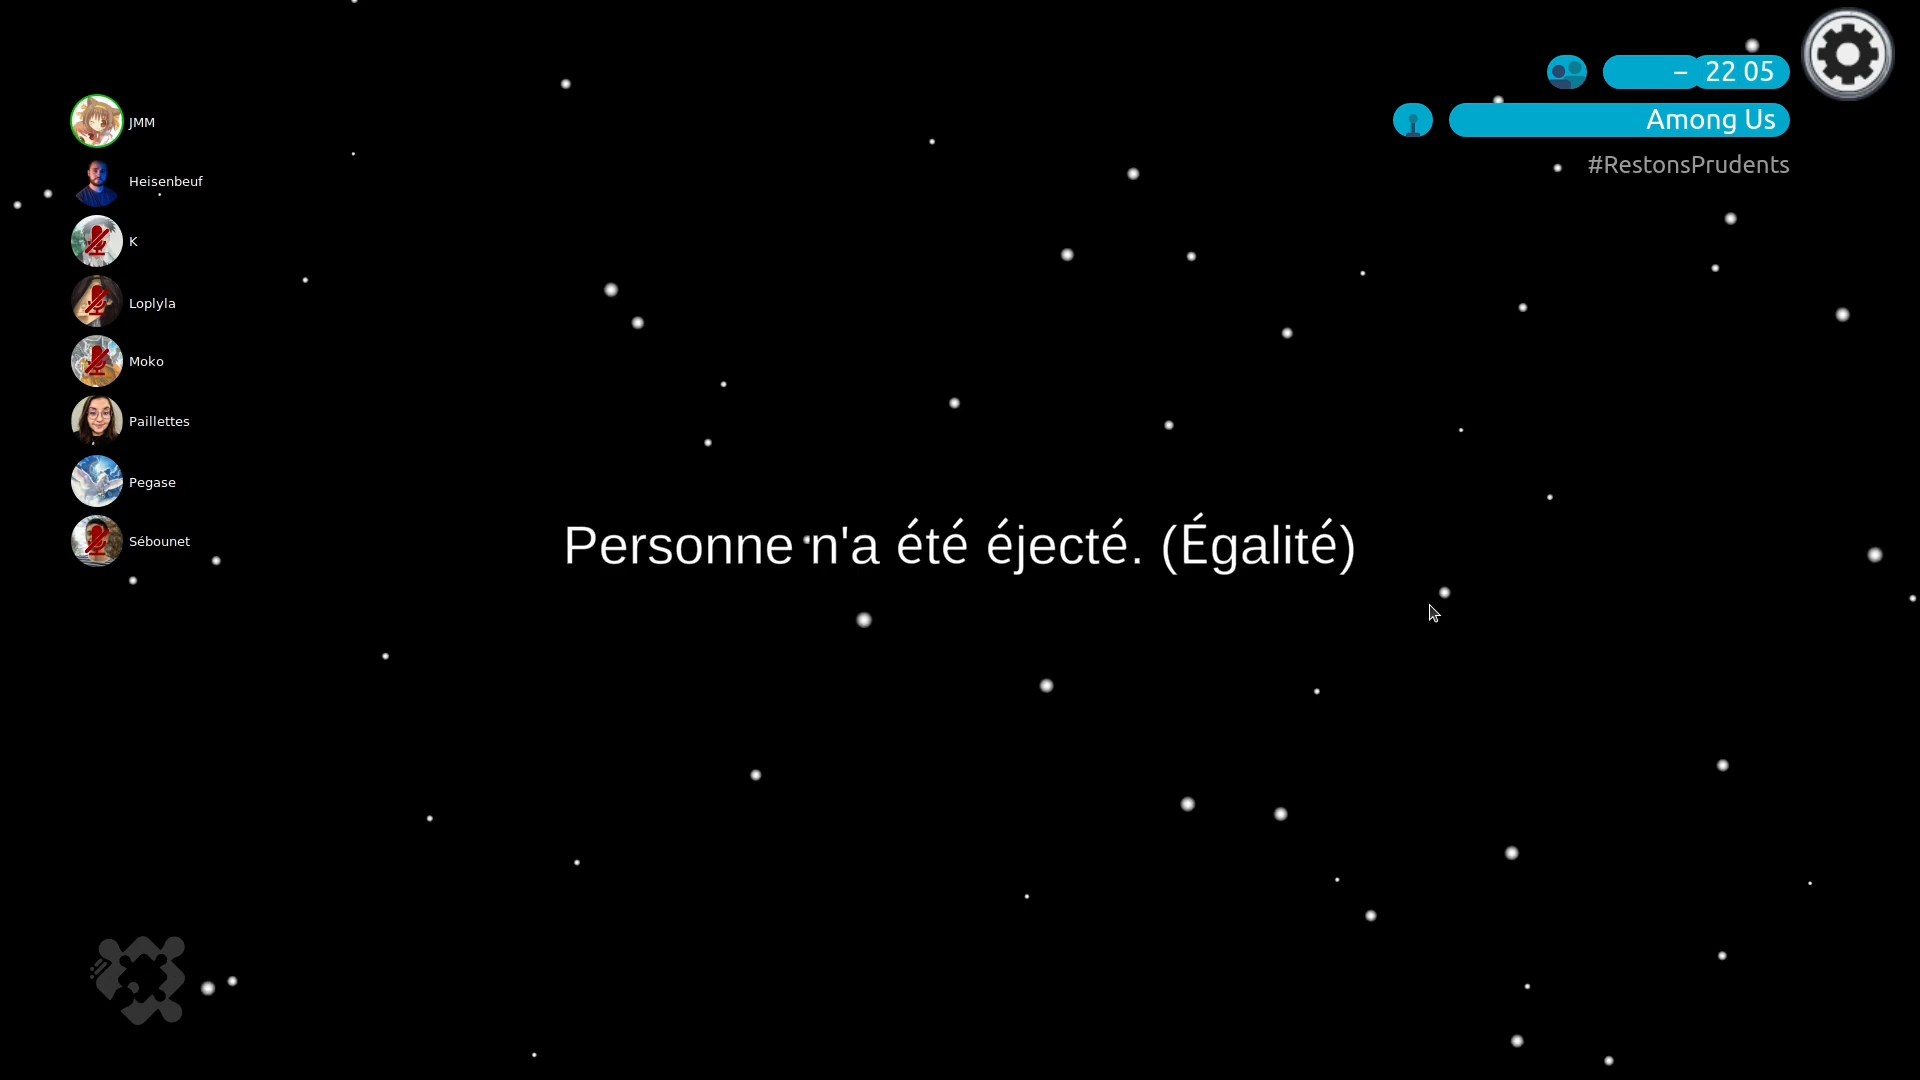 – 22 05
Among Us
#RestonsPrudents
JMM
Heisenbeuf
K
Loplyla
Moko
Paillettes
Pegase
Sébounet
Personne n'a été éjecté. (Égalité)